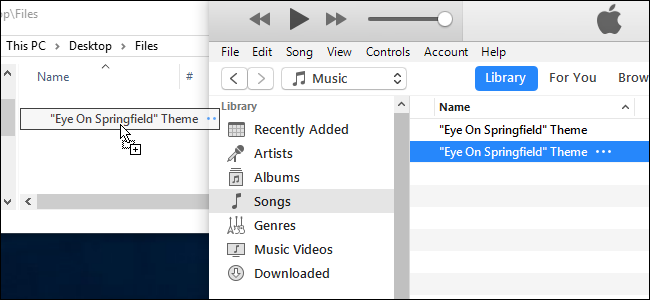 p\Files
This PC > Desktop > Files
Name #
"Eye On Springfield" Theme ··
File Edit Song View Controls Account Help
Music
Library For You Brow
Library
Recently Added
Artists
Albums
Songs
Genres
Music Videos
Downloaded
Name
"Eye On Springfield" Theme
"Eye On Springfield" Theme ···